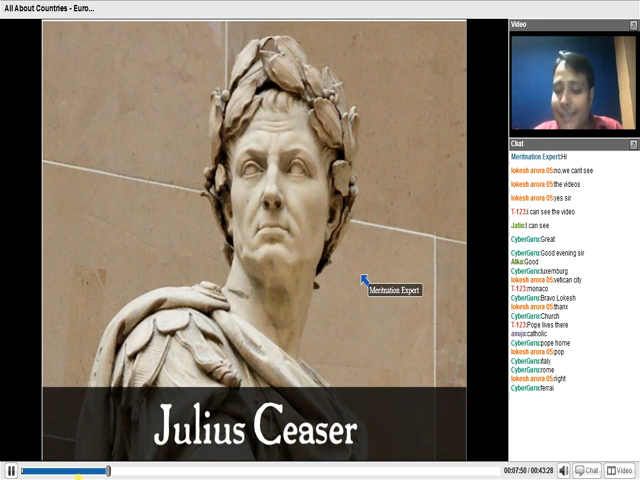 All About Countries - Euro...
Video
Chat
Meritnation Expert:Hi
lokesh arora 05:no,we cant see
lokesh arora 05:the videos
lokesh arora 05:yes sir
T-123:i can see the video
Jatin:I can see
CyberGuru:Great
CyberGuru:Good evening sir
Alka:Good
CyberGuru:luxemburg
lokesh arora 05:vetican city
T-123:monaco
CyberGuru:Bravo Lokesh
lokesh arora 05:thanx
CyberGuru:Church
T-123:Pope lives there
anuja:catholic
CyberGuru:pope home
lokesh arora 05:pop
CyberGuru:italy
CyberGuru:rome
lokesh arora 05:right
CyberGuru:ferrai
Meritnation Expert
Julius Ceaser
00:07:50 / 00:43:28
Chat
Video